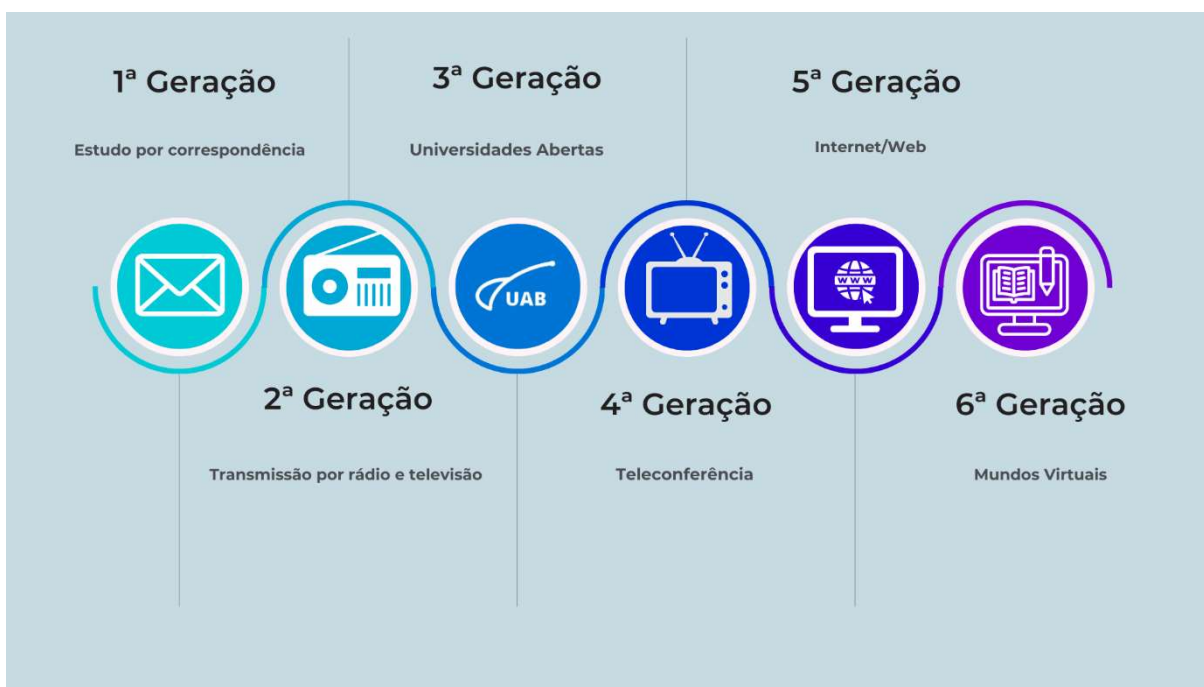 1ª Geração
Estudo por correspondência
2ª Geração
Transmissão por rádio e televisão
3ª Geração
Universidades Abertas
UAB
4ª Geração
Teleconferência
5ª Geração
Internet/Web
www
6ª Geração
Mundos Virtuais